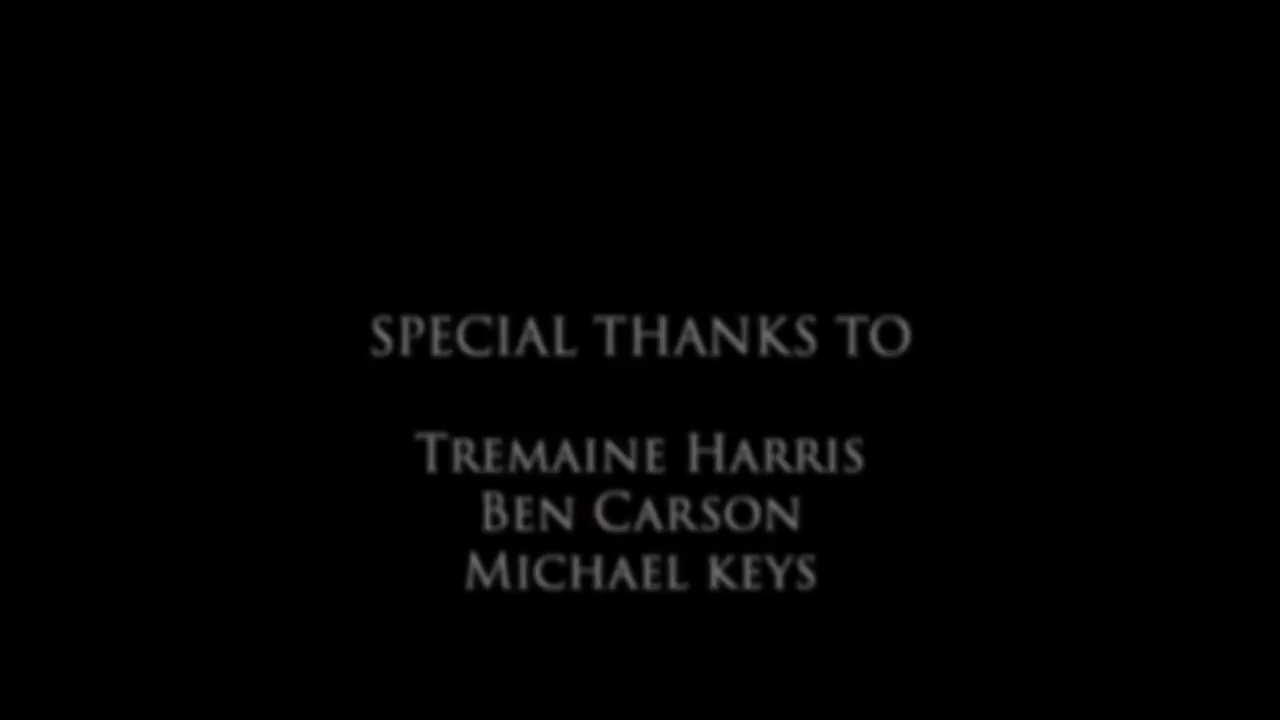 SPECIAL THANKS TO
TREMAINE HARRIS
BEN CARSON
MICHAEL KEYS